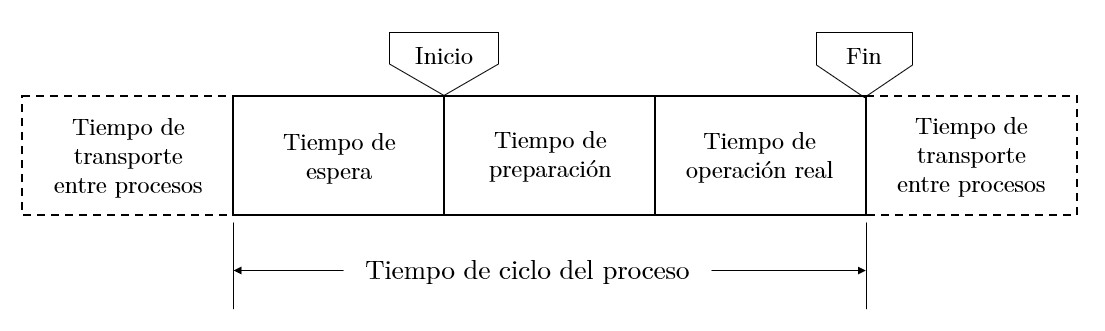 Inicio
Fin
Tiempo de
transporte
entre procesos
Tiempo de
espera
Tiempo de
preparación
Tiempo de
operación real
Tiempo de
transporte
entre procesos
Tiempo de ciclo del proceso